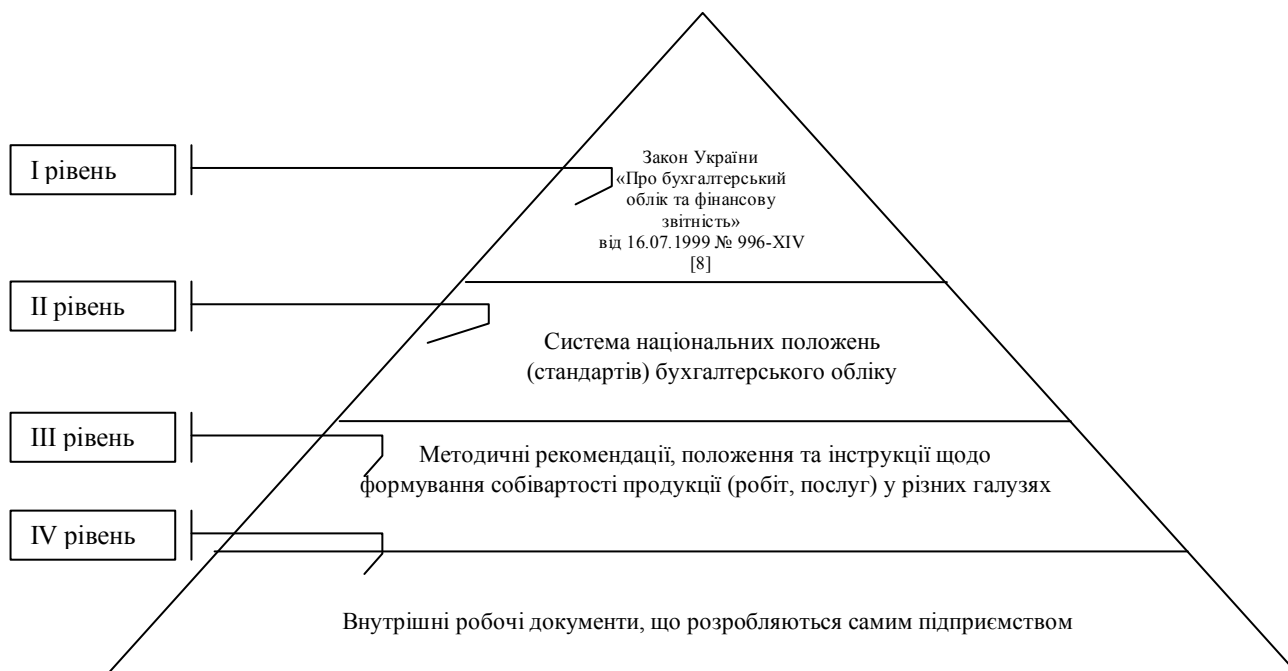 І рівень
Закон України
«Про бухгалтерський
облік та фінансову
звітність»
від 16.07.1999 № 996-XIV
[8]
ІІ рівень
Система національних положень
(стандартів) бухгалтерського обліку
ІІІ рівень
Методичні рекомендації, положення та інструкції щодо
формування собівартості продукції (робіт, послуг) у різних галузях
IV рівень
Внутрішні робочі документи, що розробляються самим підприємством